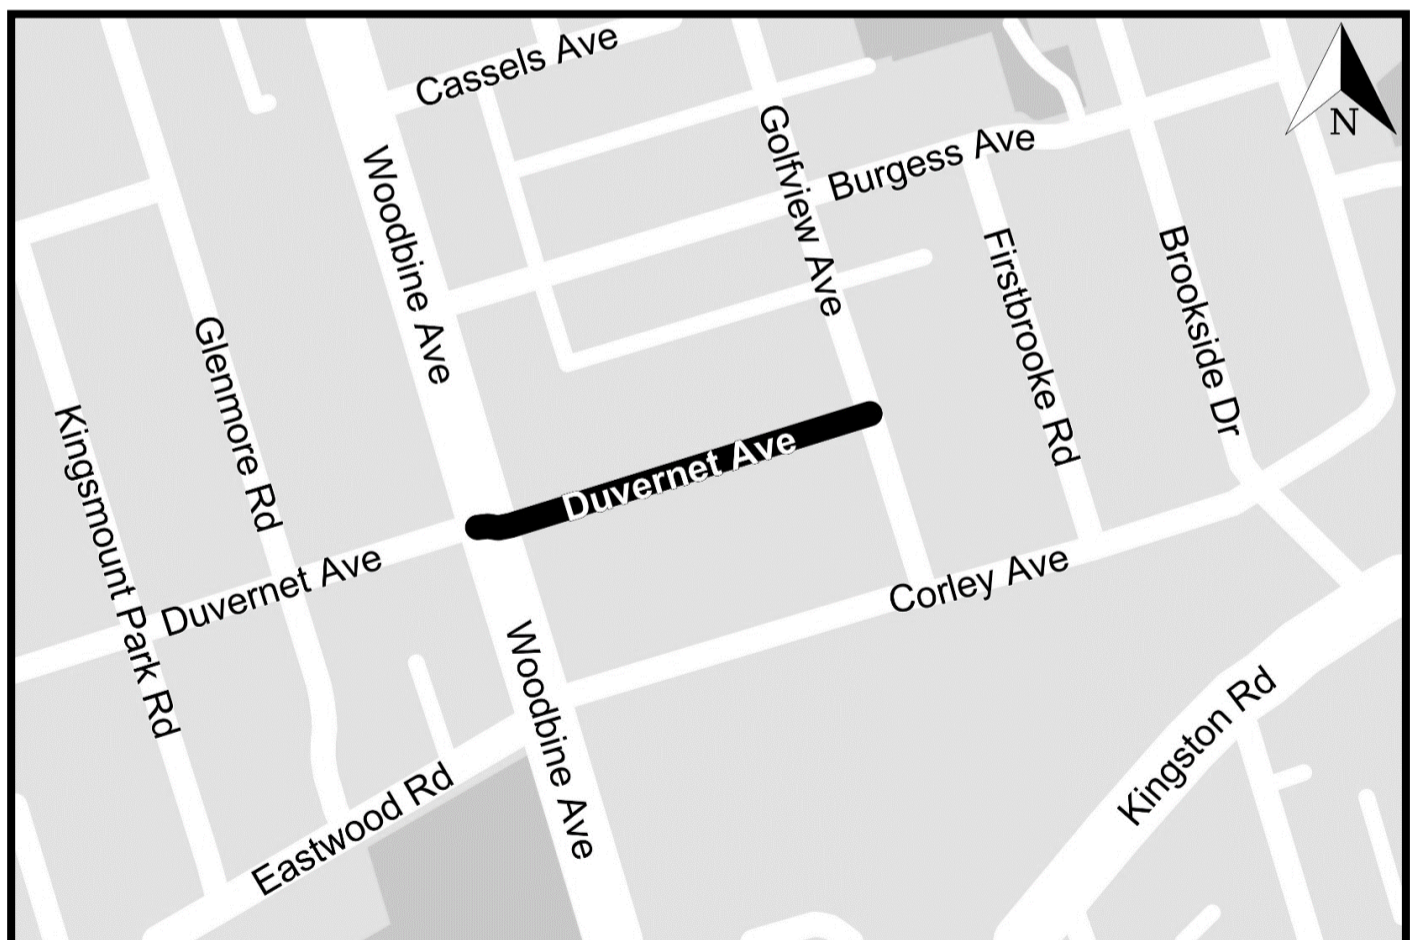 Cassels Ave
N
Golfview Ave
Burgess Ave
Woodbine Ave
Firstbrooke Rd
Brookside Dr
Glenmore Rd
Kingsmount Park Rd
Duvernet Ave
Duvernet Ave
Corley Ave
Woodbine Ave
Kingston Rd
Eastwood Rd